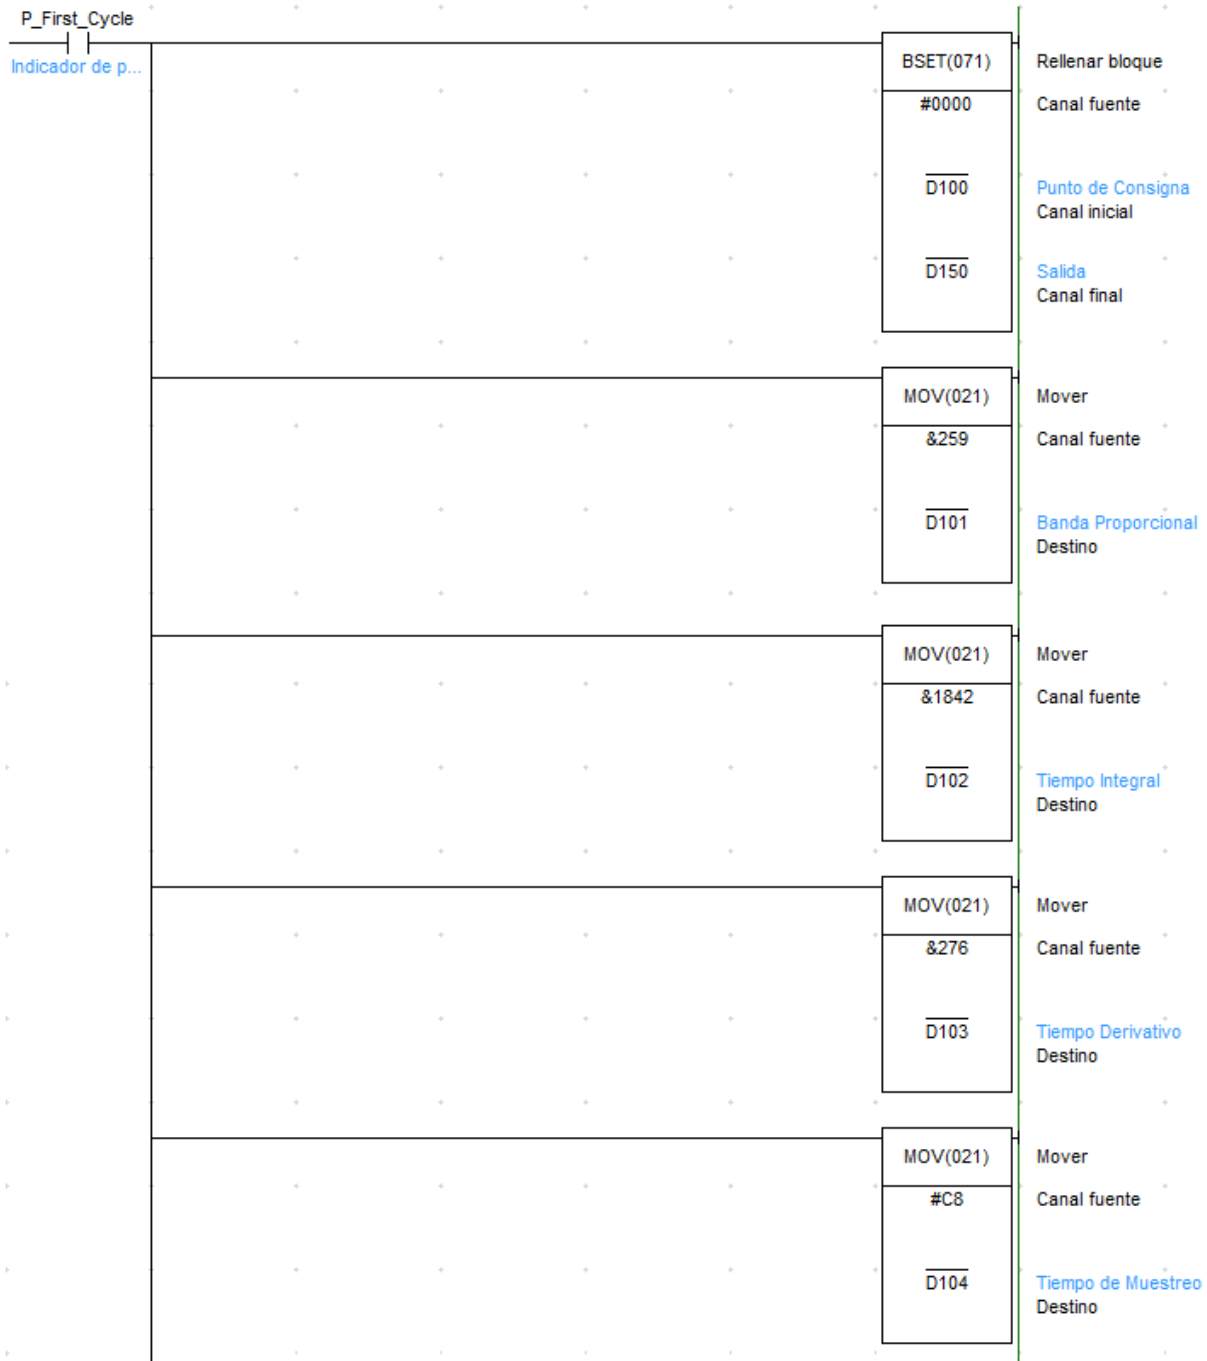 P_First_Cycle
Indicador de p...
BSET(071)
Rellenar bloque
#0000
Canal fuente
D100
Punto de Consigna
Canal inicial
D150
Salida
Canal final
MOV(021)
Mover
&259
Canal fuente
D101
Banda Proporcional
Destino
MOV(021)
Mover
&1842
Canal fuente
D102
Tiempo Integral
Destino
MOV(021)
Mover
&276
Canal fuente
D103
Tiempo Derivativo
Destino
MOV(021)
Mover
#C8
Canal fuente
D104
Tiempo de Muestreo
Destino